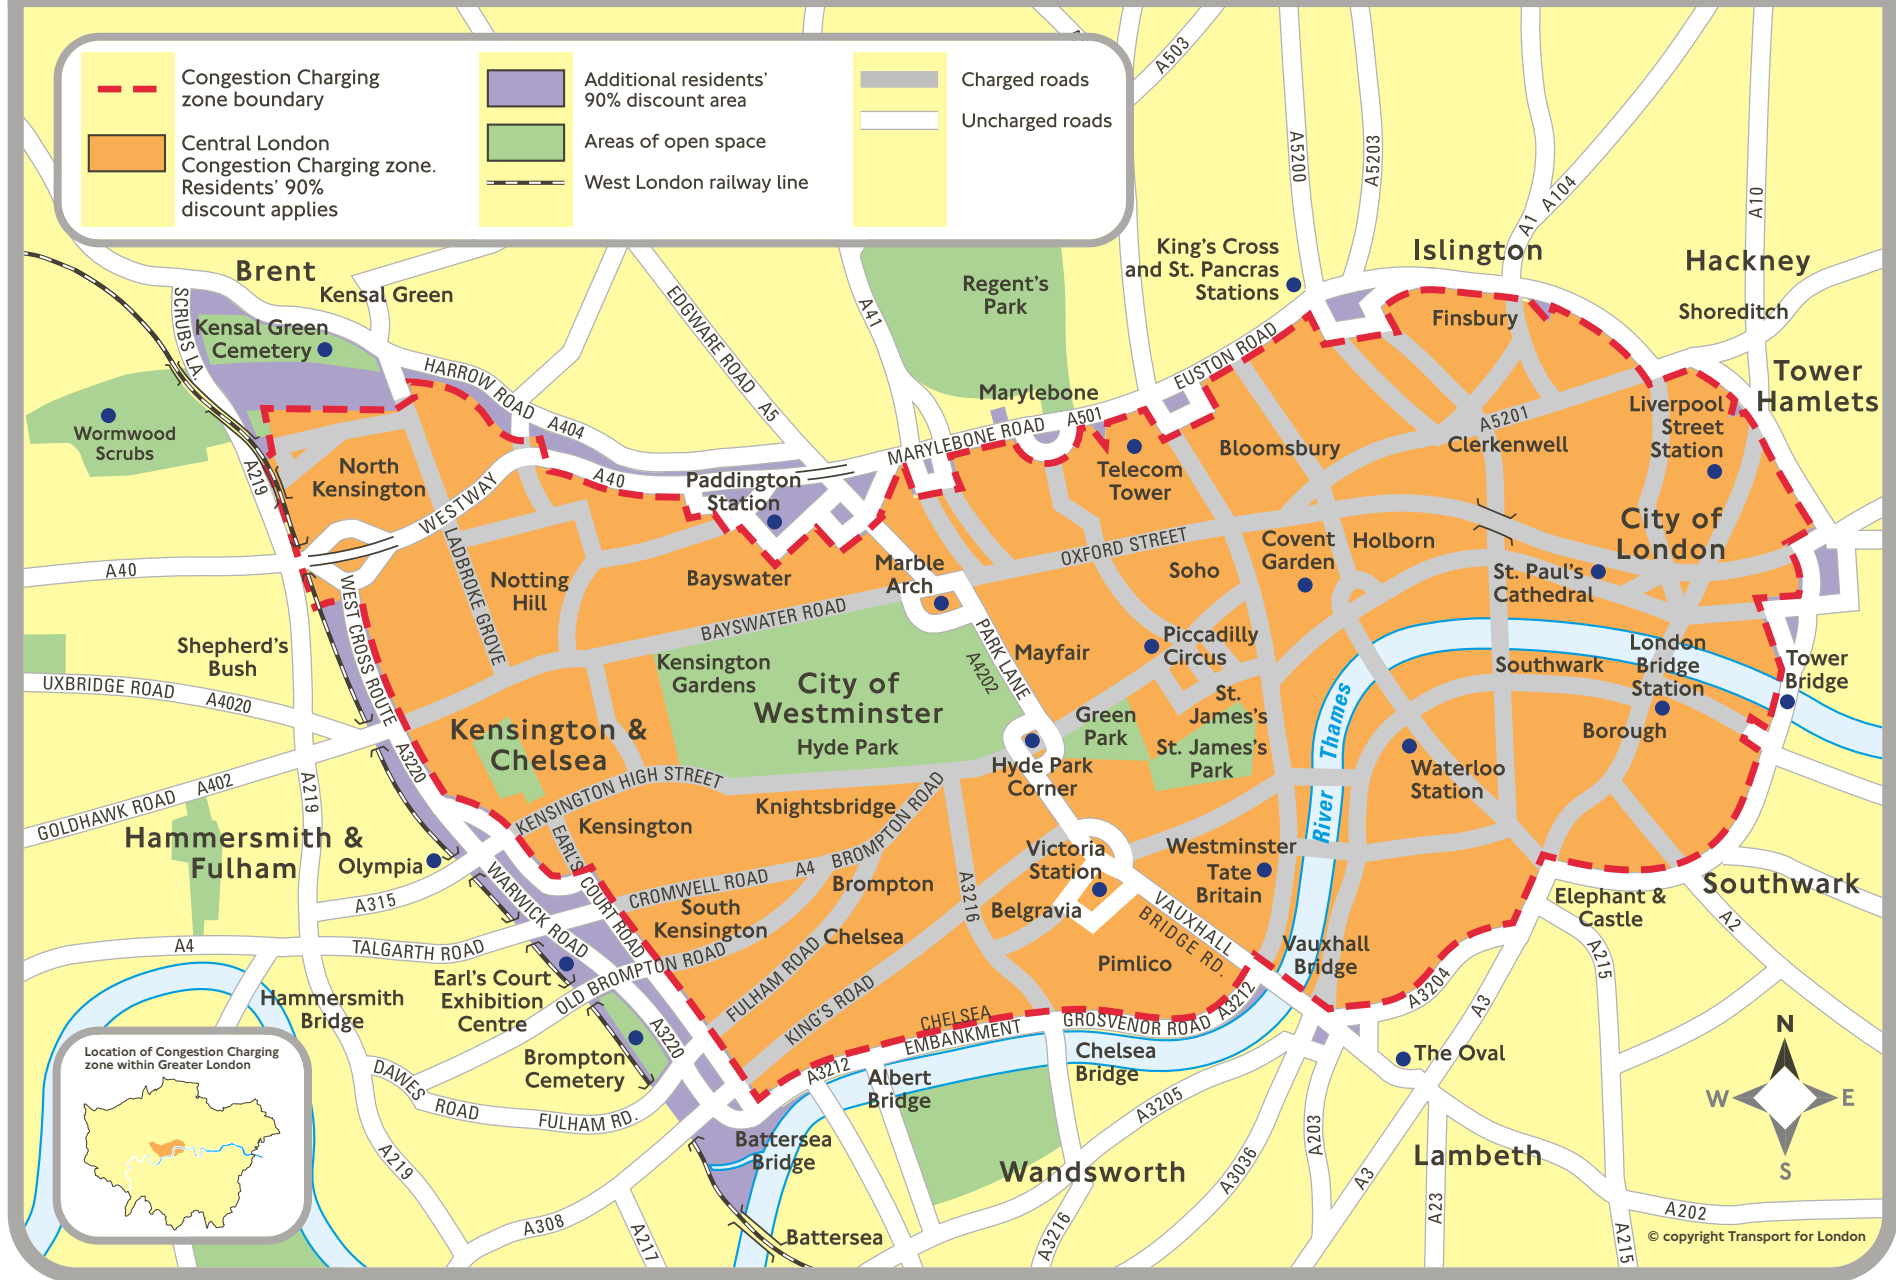 Congestion Charging
zone boundary
Central London
Congestion Charging zone.
Residents' 90%
discount applies
Additional residents'
90% discount area
Areas of open space
West London railway line
Charged roads
Uncharged roads
A503
A5200
A5203
A1
A104
A10
Brent
Kensal Green
SCRUBS LA.
Kensal Green
Cemetery
HARROW ROAD
A404
EDGWARE ROAD
A5
A41
Regent's
Park
King's Cross
and St. Pancras
Stations
Islington
Hackney
Shoreditch
Finsbury
EUSTON ROAD
Tower
Hamlets
Wormwood
Scrubs
Marylebone
MARYLEBONE ROAD
A501
Liverpool
Street
Station
A5201
Clerkenwell
Bloomsbury
Telecom
Tower
A219
North
Kensington
WESTWAY
A40
Paddington
Station
City of
London
A40
LADBROKE GROVE
Notting
Hill
Bayswater
Marble
Arch
OXFORD STREET
Soho
Covent
Garden
Holborn
St. Paul's
Cathedral
WEST CROSS ROUTE
BAYSWATER ROAD
Shepherd's
Bush
UXBRIDGE ROAD
A4020
Kensington
Gardens
City of
Westminster
Hyde Park
PARK LANE
A4202
Mayfair
Piccadilly
Circus
St.
James's
Green
Park
St. James's
Park
River Thames
Southwark
London
Bridge
Station
Tower
Bridge
Borough
Waterloo
Station
Kensington &
Chelsea
A3220
GOLDHAWK ROAD
A402
A219
KENSINGTON HIGH STREET
Kensington
Knightsbridge
Hyde Park
Corner
Hammersmith &
Fulham
Olympia
A315
EARL'S COURT ROAD
WARWICK ROAD
CROMWELL ROAD
A4
BROMPTON ROAD
Brompton
A3216
Victoria
Station
Belgravia
Westminster
Tate
Britain
VAUXHALL
BRIDGE RD.
Vauxhall
Bridge
Elephant &
Castle
Southwark
A2
A4
TALGARTH ROAD
South
Kensington
Chelsea
Pimlico
Earl's Court
Exhibition
Centre
OLD BROMPTON ROAD
FULHAM ROAD
KING'S ROAD
Hammersmith
Bridge
A3220
CHELSEA
EMBANKMENT
GROSVENOR ROAD
A3212
A3204
A3
A215
Brompton
Cemetery
DAWES
ROAD
FULHAM RD.
A3212
Albert
Bridge
Chelsea
Bridge
The Oval
A3205
A203
Battersea
Bridge
A219
A308
A217
Battersea
Wandsworth
A3216
A3036
A3
Lambeth
A23
A202
A215
N
W
E
S
Location of Congestion Charging
zone within Greater London
© copyright Transport for London